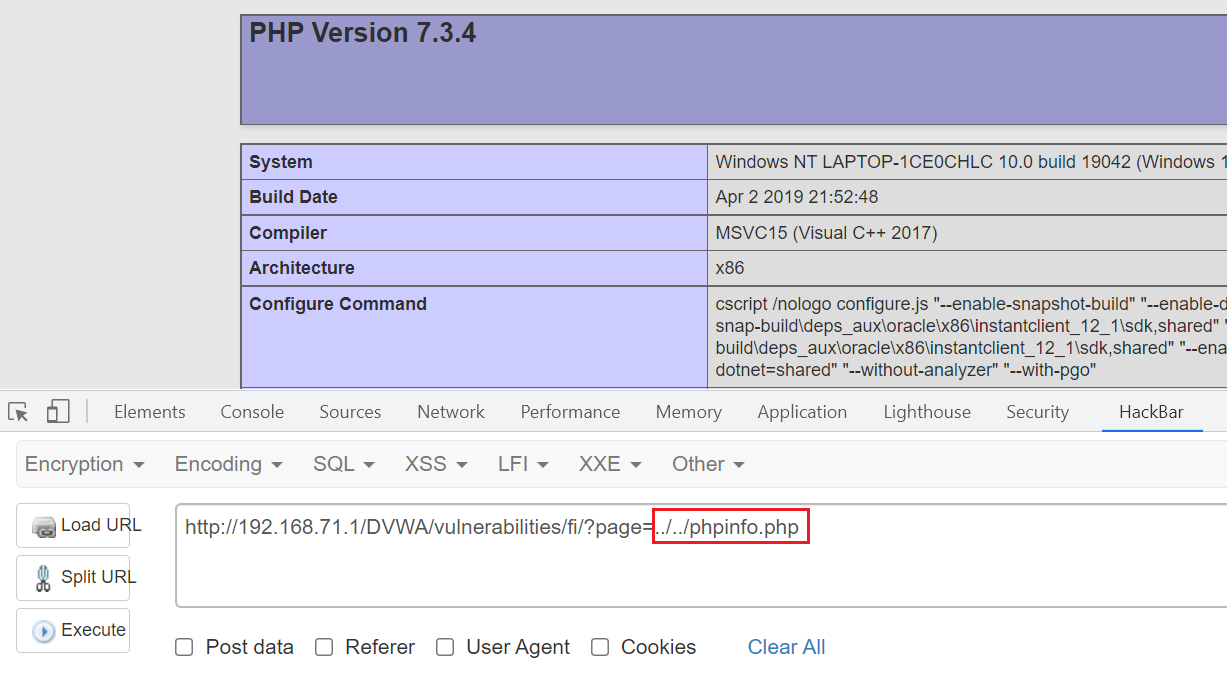 PHP Version 7.3.4
System Windows NT LAPTOP-1CE0CHLC 10.0 build 19042 (Windows 1
Build Date Apr 2 2019 21:52:48
Compiler MSVC15 (Visual C++ 2017)
Architecture x86
Configure Command cscript /nologo configure.js "--enable-snapshot-build" "--enable-d
snap-build\deps_aux\oracle\x86\instantclient_12_1\sdk,shared" "
build\deps_aux\oracle\x86\instantclient_12_1\sdk,shared" "--ena
dotnet=shared" "--without-analyzer" "--with-pgo"
Elements Console Sources Network Performance Memory Application Lighthouse Security HackBar
Encryption Encoding SQL XSS LFI XXE Other
Load URL
http://192.168.71.1/DVWA/vulnerabilities/fi/?page=../../phpinfo.php
Split URL
Execute
Post data Referer User Agent Cookies Clear All